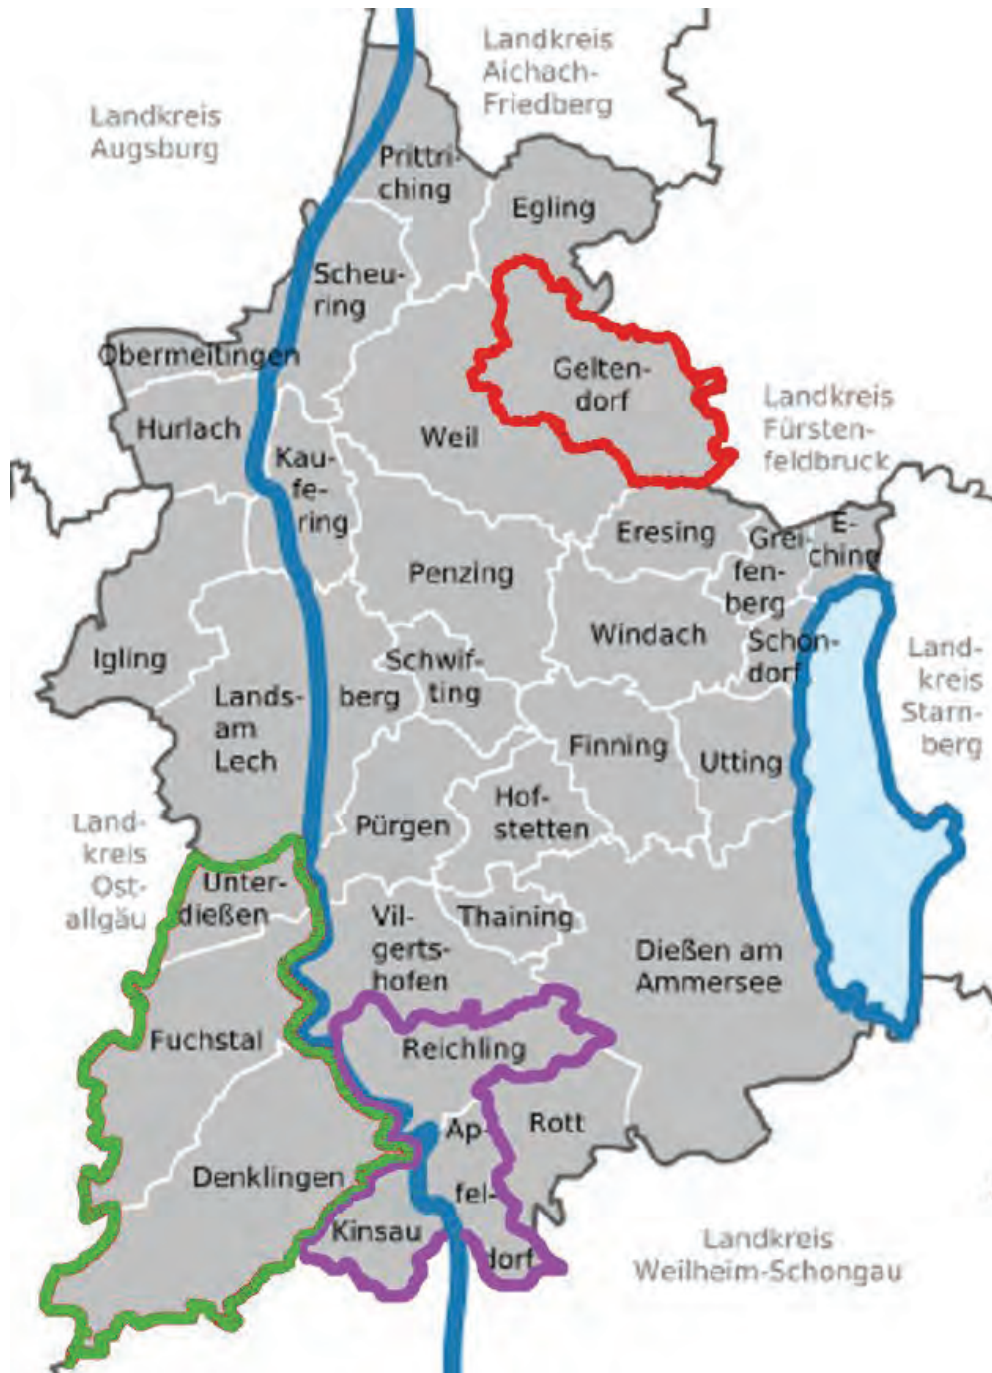 Landkreis
Aichach-
Friedberg
Landkreis
Augsburg
Prittri-
ching
Egling
Scheu-
ring
Obermeitingen
Gelten-
dorf
Landkreis
Fürsten-
feldbruck
Hurlach
Weil
Kau-
fe-
ring
Eresing
Grei-
fen-
berg
E-
ching
Penzing
Windach
Schon-
dorf
Igling
Schwif-
ting
Land-
kreis
Starn-
berg
Lands-
am
Lech
berg
Finning
Utting
Hof-
stetten
Pürgen
Land-
kreis
Ost-
allgäu
Unter-
dießen
Vil-
gerts-
hofen
Thaining
Dießen am
Ammersee
Fuchstal
Reichling
Ap-
fel-
dorf
Rott
Denklingen
Kinsau
Landkreis
Weilheim-Schongau